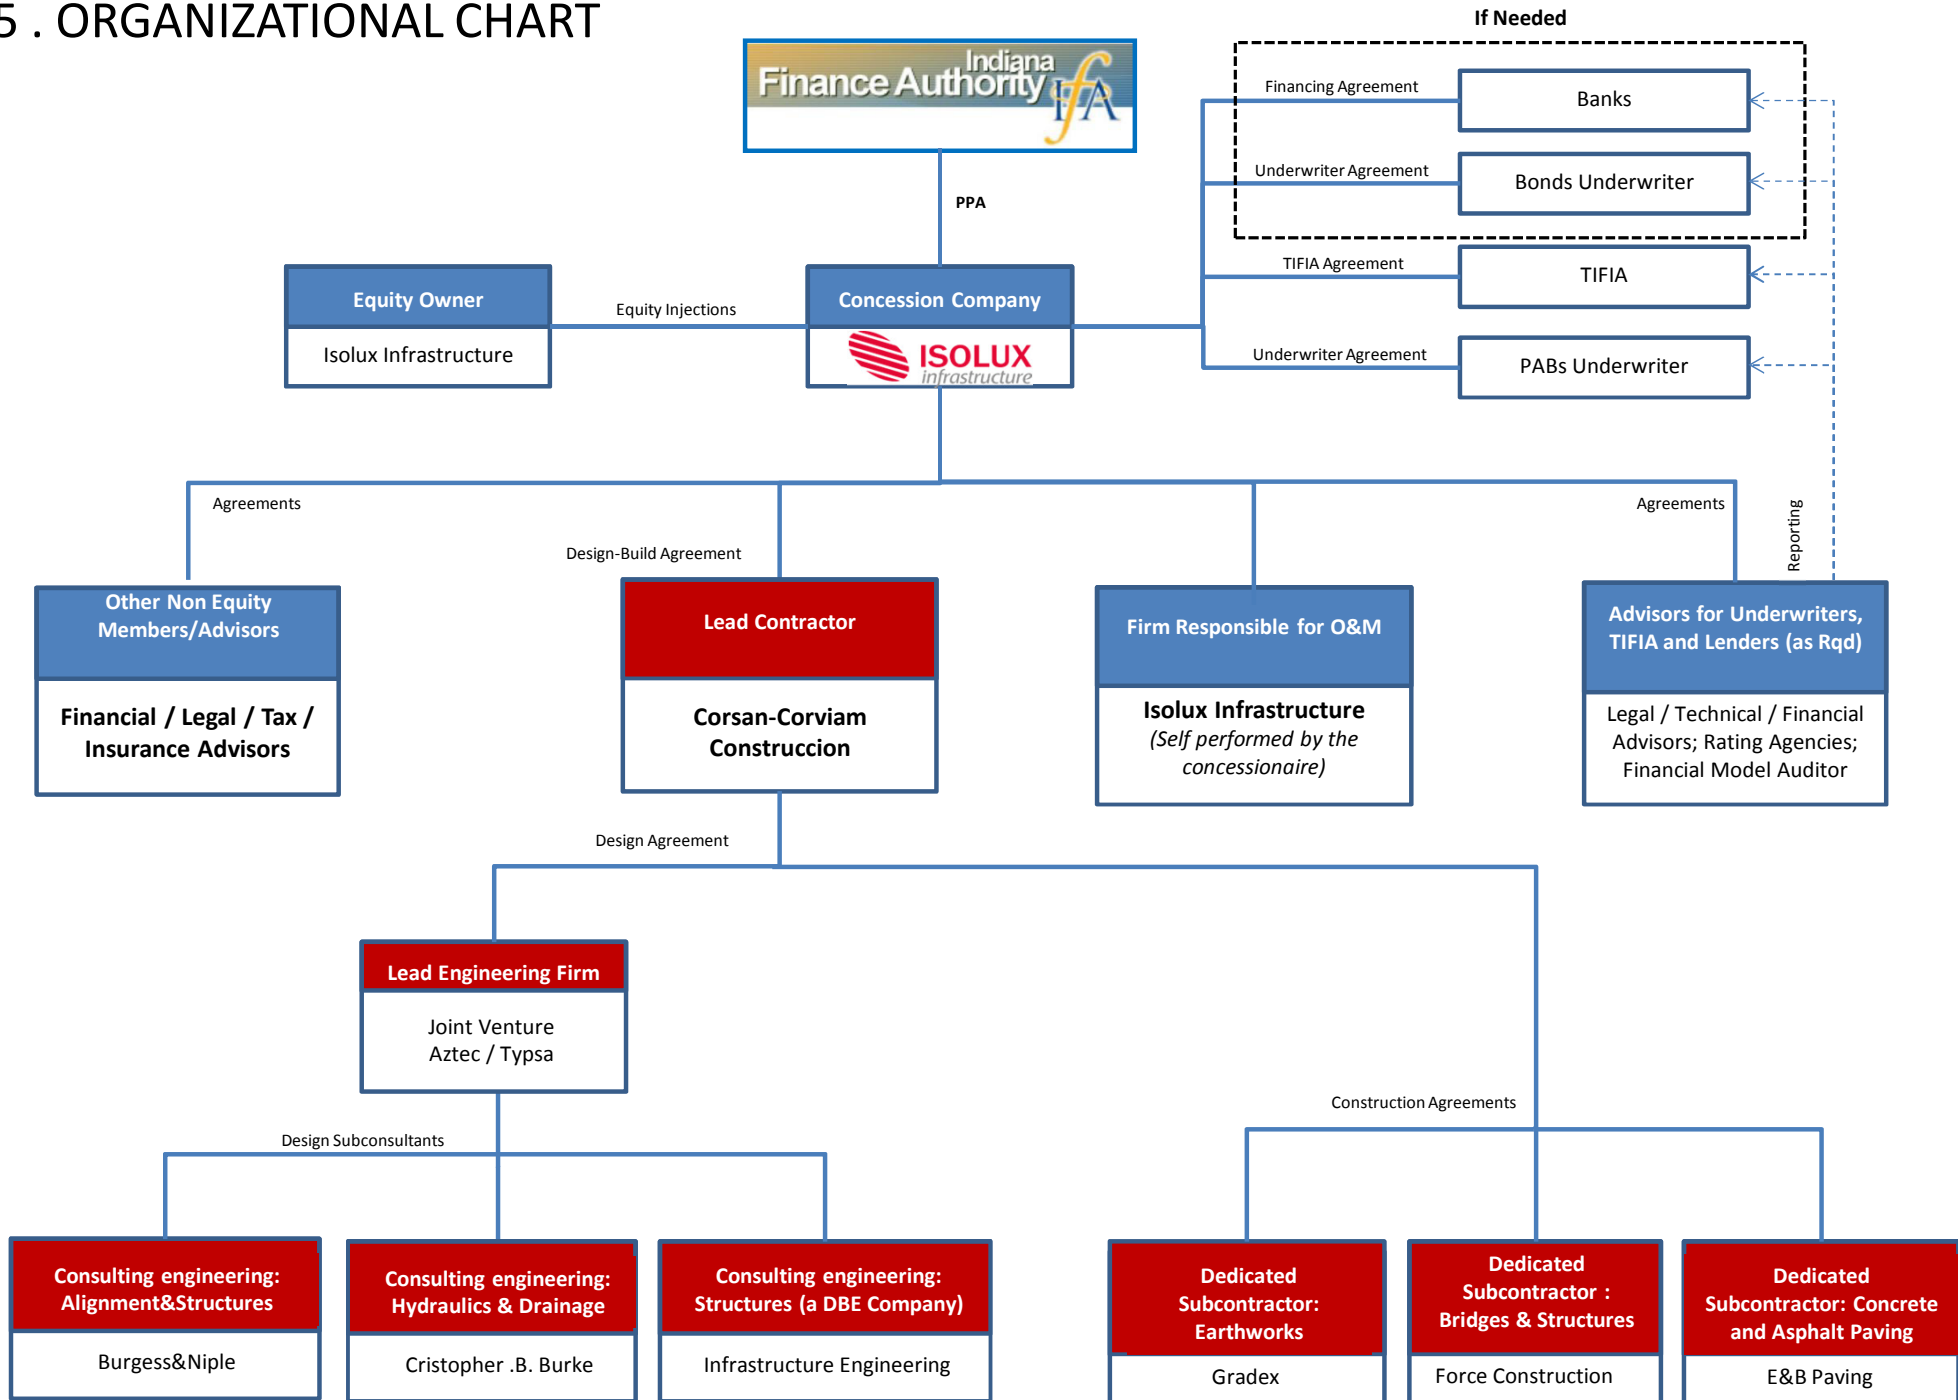 5 . ORGANIZATIONAL CHART
If Needed
Indiana
Finance Authority
IFA
Financing Agreement
Banks
Underwriter Agreement
Bonds Underwriter
PPA
TIFIA Agreement
TIFIA
Equity Owner
Equity Injections
Concession Company
Isolux Infrastructure
ISOLUX
infrastructure
Underwriter Agreement
PABs Underwriter
Agreements
Design-Build Agreement
Agreements
Reporting
Other Non Equity
Members/Advisors
Financial / Legal / Tax /
Insurance Advisors
Lead Contractor
Corsan-Corviam
Construccion
Firm Responsible for O&M
Isolux Infrastructure
(Self performed by the
concessionaire)
Advisors for Underwriters,
TIFIA and Lenders (as Rqd)
Legal / Technical / Financial
Advisors; Rating Agencies;
Financial Model Auditor
Design Agreement
Lead Engineering Firm
Joint Venture
Aztec / Typsa
Construction Agreements
Design Subconsultants
Consulting engineering:
Alignment&Structures
Burgess&Niple
Consulting engineering:
Hydraulics & Drainage
Cristopher .B. Burke
Consulting engineering:
Structures (a DBE Company)
Infrastructure Engineering
Dedicated
Subcontractor:
Earthworks
Gradex
Dedicated
Subcontractor :
Bridges & Structures
Force Construction
Dedicated
Subcontractor: Concrete
and Asphalt Paving
E&B Paving